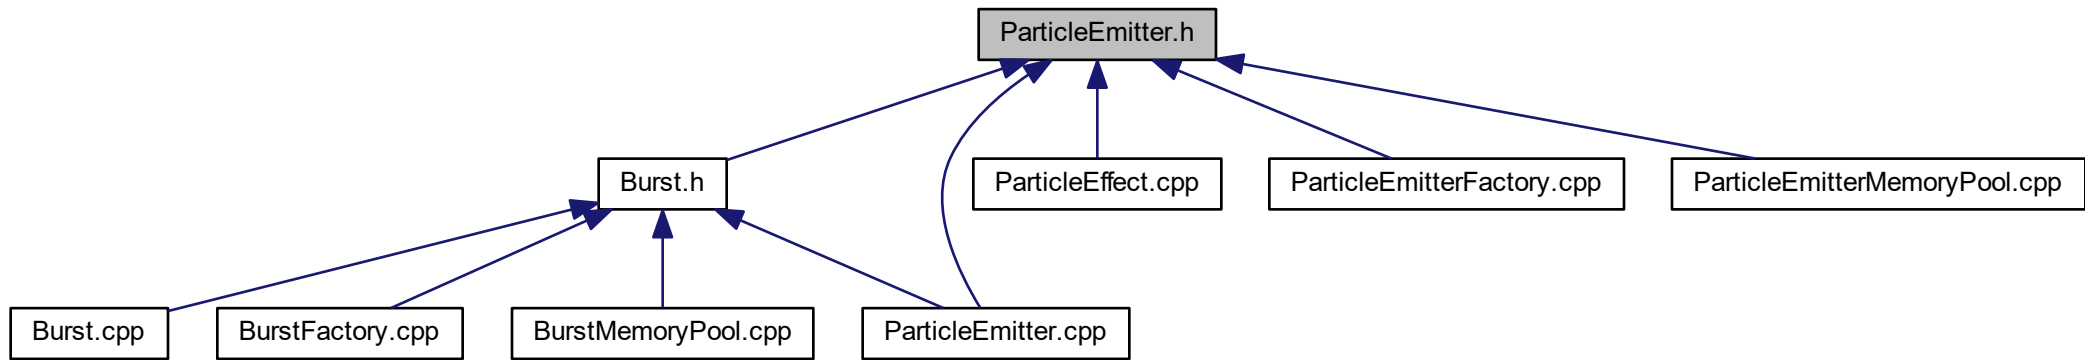 ParticleEmitter.h
Burst.h
ParticleEffect.cpp
ParticleEmitterFactory.cpp
ParticleEmitterMemoryPool.cpp
Burst.cpp
BurstFactory.cpp
BurstMemoryPool.cpp
ParticleEmitter.cpp